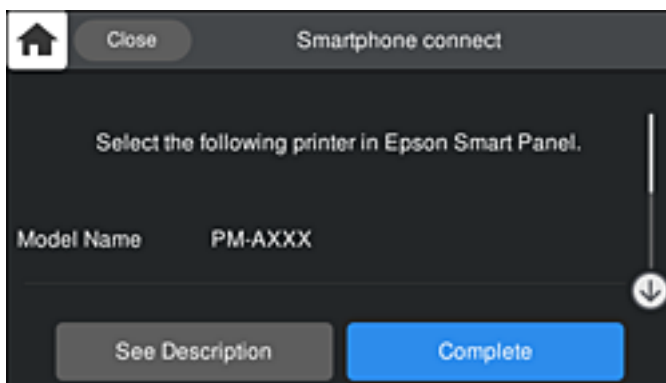 Close Smartphone connect
Select the following printer in Epson Smart Panel.
Model Name PM-AXXX
See Description Complete